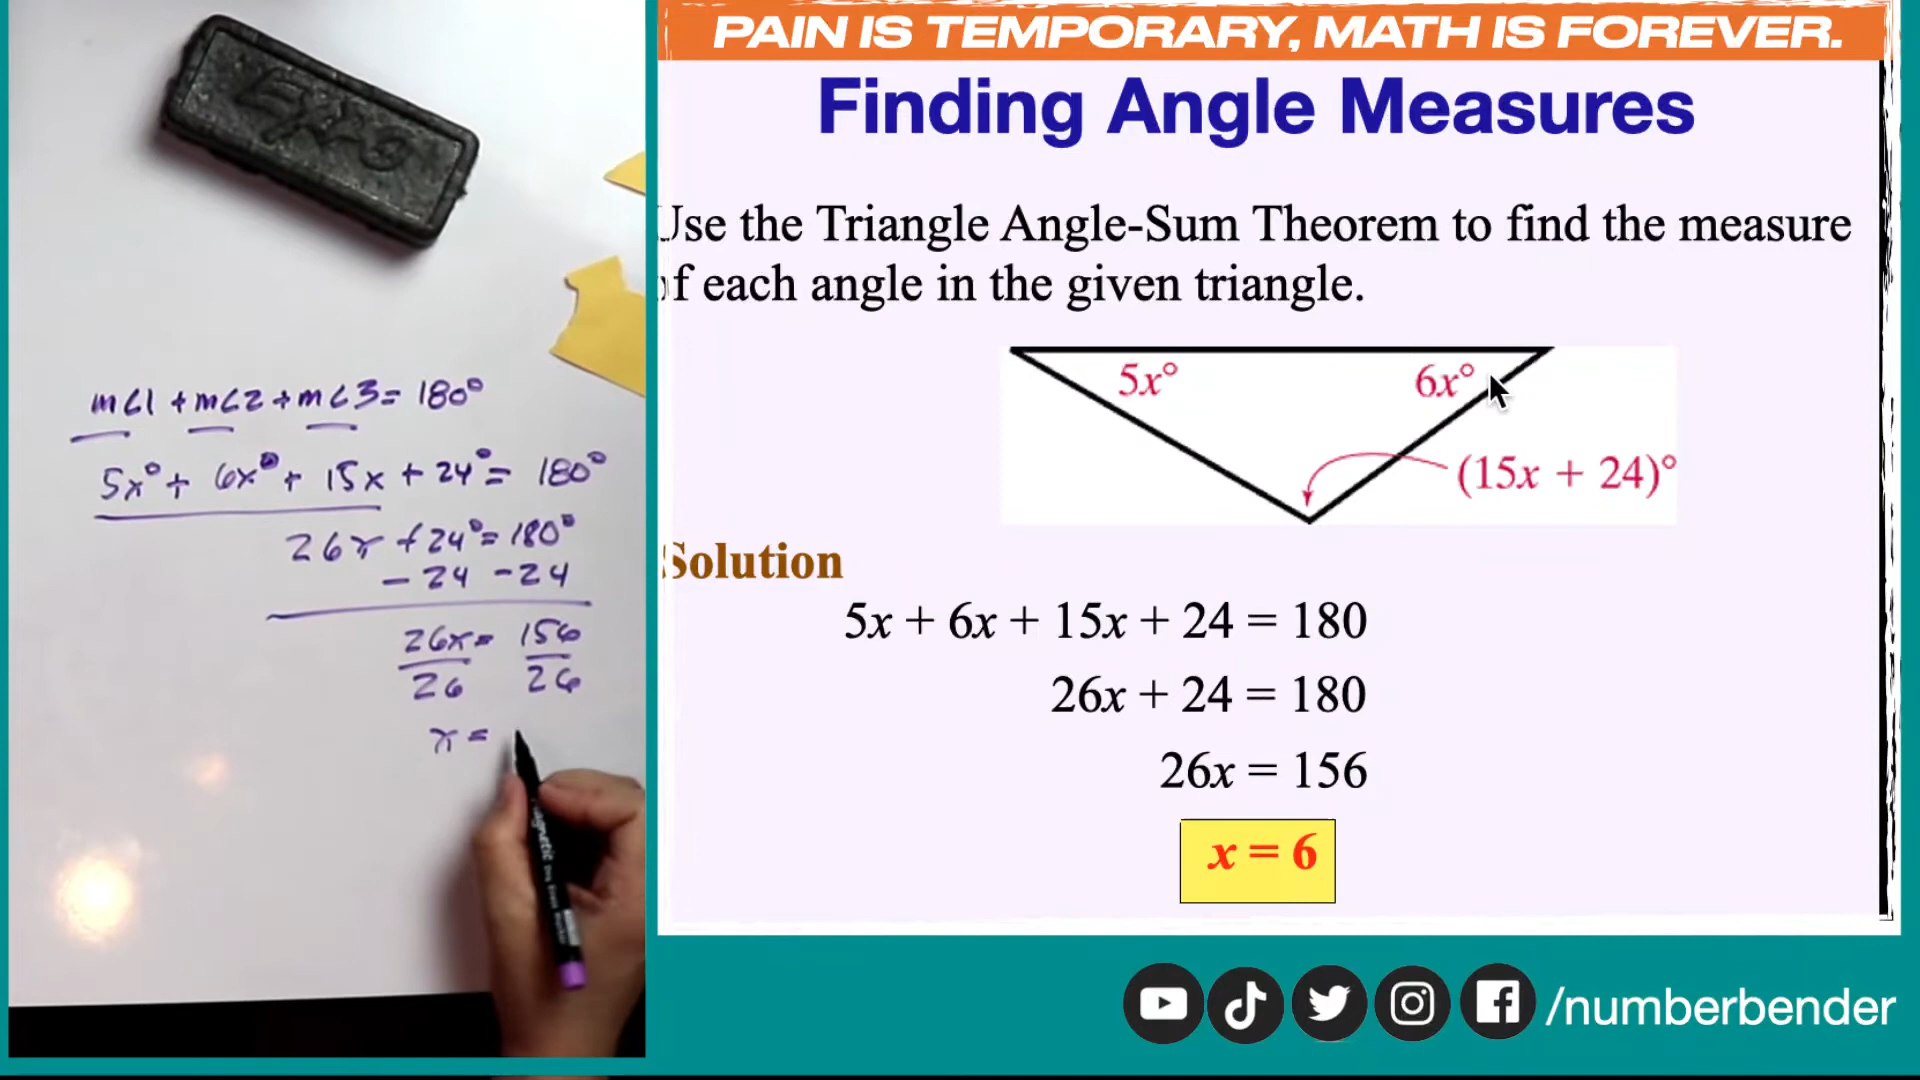 Expo
m∠1 + m∠2 + m∠3 = 180°
5x° + 6x° + 15x + 24° = 180°
26x + 24° = 180°
- 24 - 24
26x = 156
26 26
x =
PAIN IS TEMPORARY, MATH IS FOREVER.
Finding Angle Measures
Use the Triangle Angle-Sum Theorem to find the measure
of each angle in the given triangle.
5x° 6x°
(15x + 24)°
Solution
5x + 6x + 15x + 24 = 180
26x + 24 = 180
26x = 156
x = 6
/numberbender